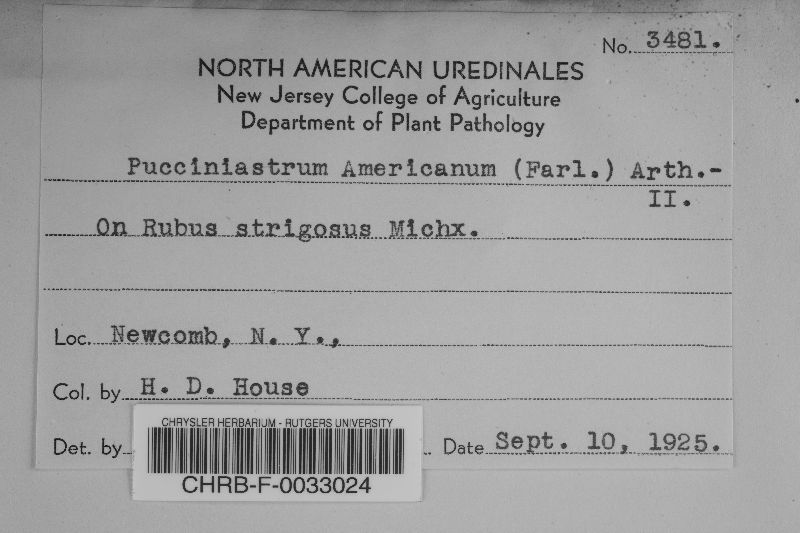 No. 3481.
NORTH AMERICAN UREDINALES
New Jersey College of Agriculture
Department of Plant Pathology
Pucciniastrum Americanum (Farl.) Arth.-
II.
On Rubus strigosus Michx.
Loc. Newcomb, N. Y.,
Col. by H. D. House
Det. by Date Sept. 10, 1925.
CHRYSLER HERBARIUM - RUTGERS UNIVERSITY
CHRB-F-0033024